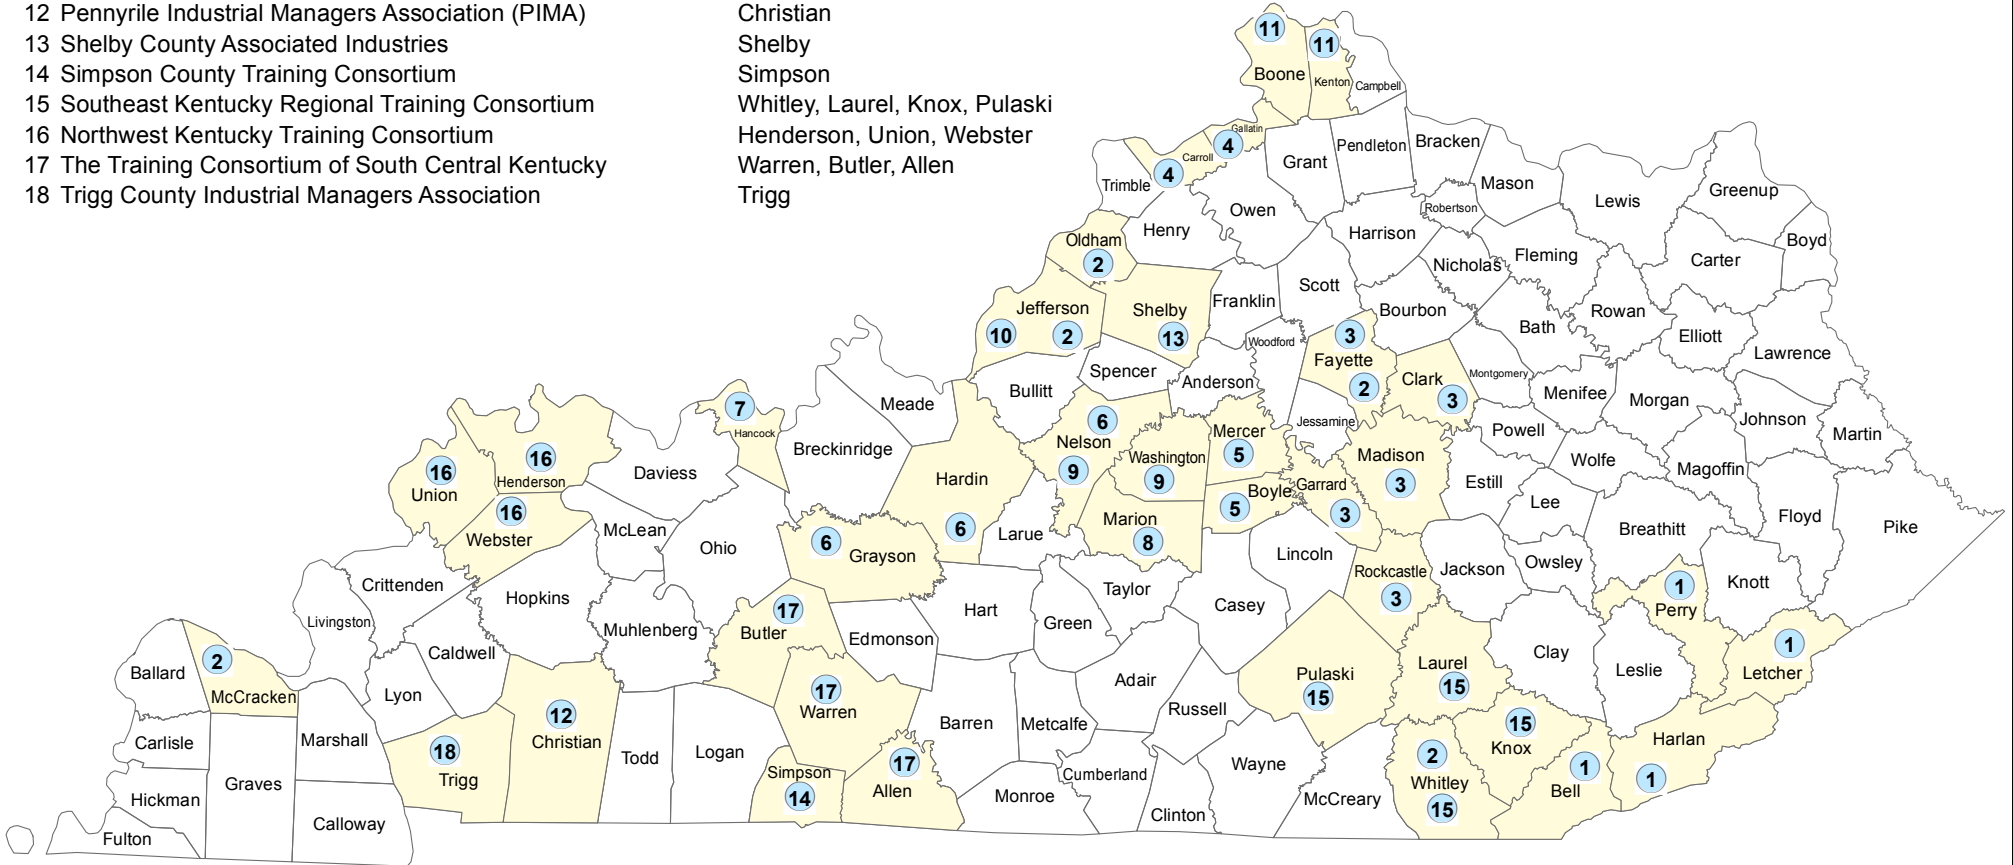 12 Pennyrile Industrial Managers Association (PIMA) Christian
13 Shelby County Associated Industries Shelby
14 Simpson County Training Consortium Simpson
15 Southeast Kentucky Regional Training Consortium Whitley, Laurel, Knox, Pulaski
16 Northwest Kentucky Training Consortium Henderson, Union, Webster
17 The Training Consortium of South Central Kentucky Warren, Butler, Allen
18 Trigg County Industrial Managers Association Trigg
11
11
Boone
Kenton
Campbell
Gallatin
4
Carroll
4
Trimble
Grant
Pendleton
Bracken
Mason
Robertson
Lewis
Greenup
Boyd
Carter
Owen
Henry
Oldham
2
Harrison
Nicholas
Fleming
Rowan
Elliott
Lawrence
Jefferson
10
2
Shelby
13
Franklin
Scott
Bourbon
Bath
Woodford
3
Fayette
2
Clark
3
Montgomery
Menifee
Morgan
Johnson
Martin
Spencer
Anderson
Bullitt
Meade
Breckinridge
7
Hancock
Daviess
16
Henderson
16
Union
16
Webster
McLean
Ohio
Hardin
6
6
Nelson
9
Washington
9
Mercer
5
Jessamine
Boyle
5
Garrard
3
Madison
3
Powell
Estill
Wolfe
Lee
Magoffin
Breathitt
Floyd
Pike
Marion
8
Larue
6
Grayson
Lincoln
Rockcastle
3
Jackson
Owsley
1
Perry
Knott
Crittenden
Livingston
Hopkins
Muhlenberg
17
Butler
Edmonson
Hart
Green
Taylor
Casey
Caldwell
Lyon
Ballard
2
McCracken
12
Christian
18
Trigg
Todd
Logan
17
Warren
Barren
Metcalfe
Adair
Russell
Pulaski
15
Laurel
15
Clay
Leslie
1
Letcher
Carlisle
Marshall
Graves
Hickman
Fulton
Calloway
Simpson
14
17
Allen
Monroe
Cumberland
Clinton
Wayne
McCreary
2
Whitley
15
15
Knox
1
Bell
Harlan
1